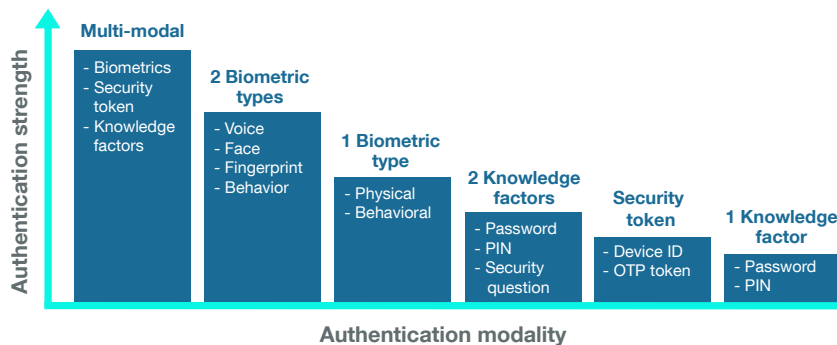 Authentication strength
Multi-modal
- Biometrics
- Security
token
- Knowledge
factors
2 Biometric
types
- Voice
- Face
- Fingerprint
- Behavior
1 Biometric
type
- Physical
- Behavioral
2 Knowledge
factors
- Password
- PIN
- Security
question
Security
token
- Device ID
- OTP token
1 Knowledge
factor
- Password
- PIN
Authentication modality